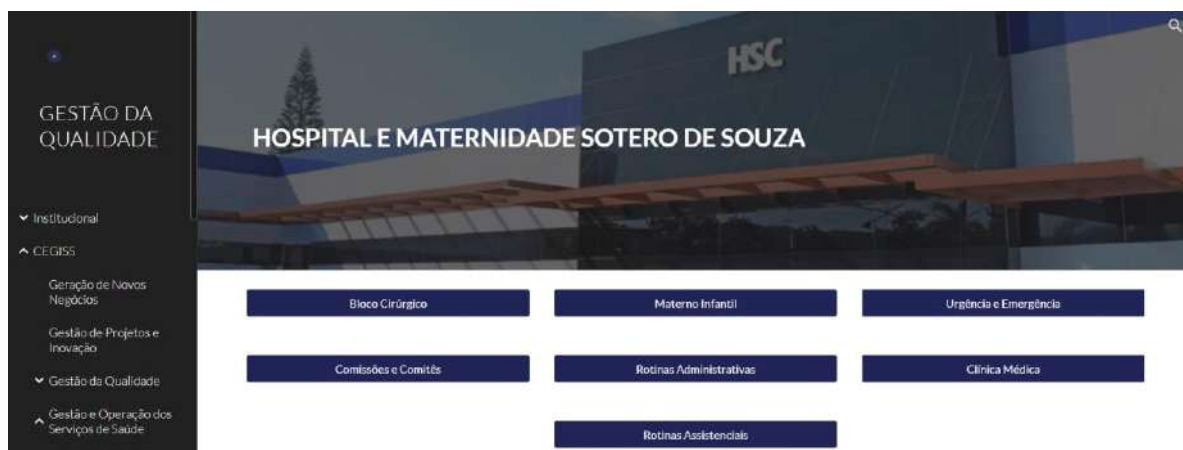 GESTÃO DA
QUALIDADE
Institucional
CEGISS
Geração de Novos
Negócios
Gestão de Projetos e
Inovação
Gestão da Qualidade
Gestão e Operação dos
Serviços de Saúde
HSC
HOSPITAL E MATERNIDADE SOTERO DE SOUZA
Bloco Cirúrgico
Materno Infantil
Urgência e Emergência
Comissões e Comitês
Rotinas Administrativas
Clínica Médica
Rotinas Assistenciais